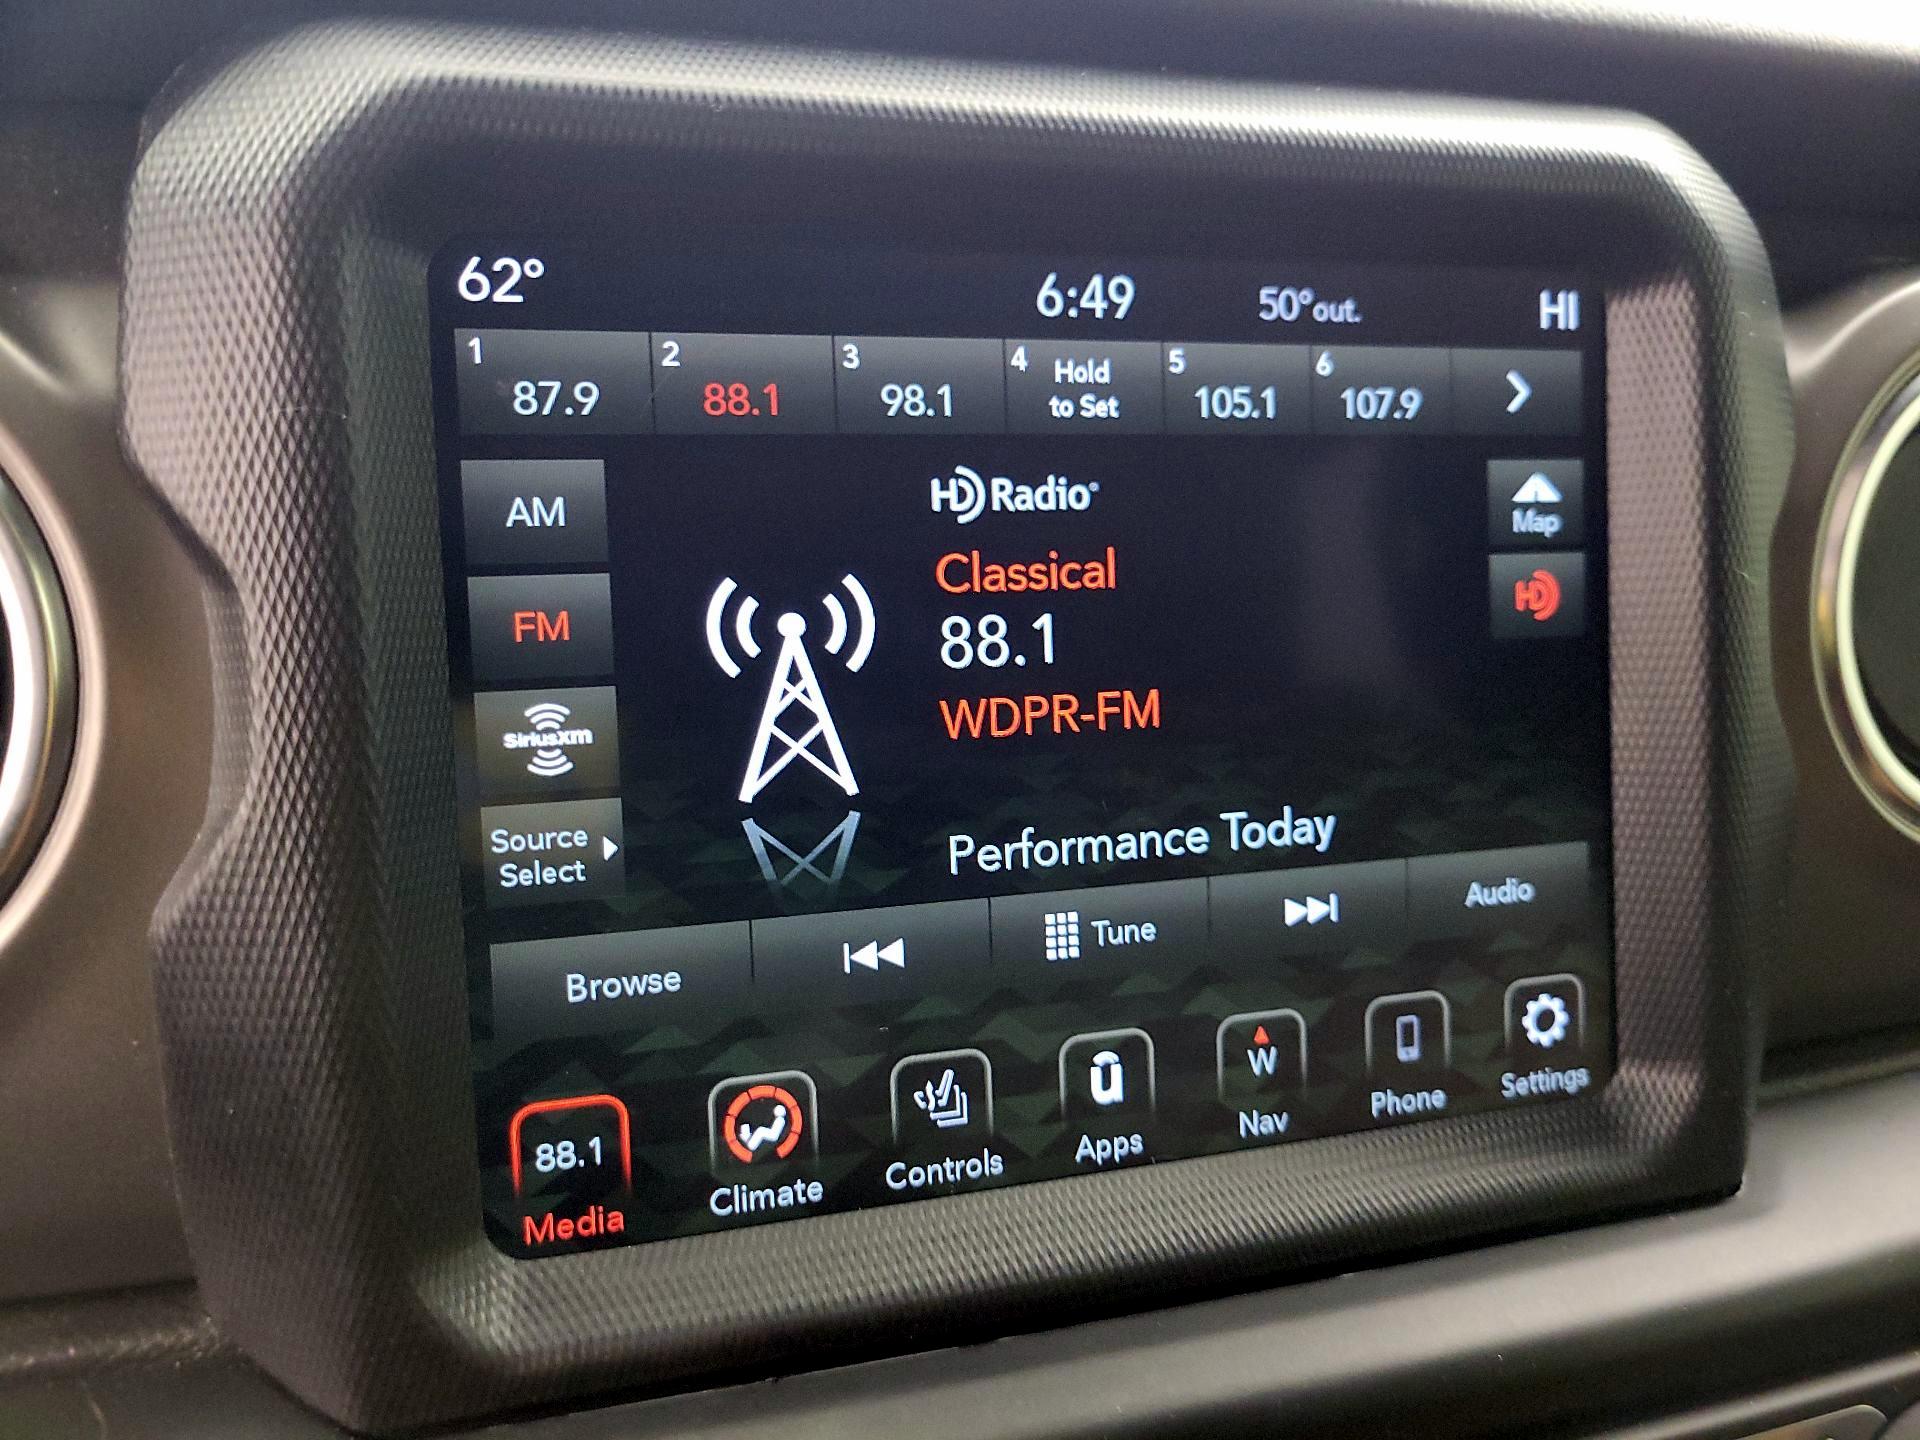 62° 6:49 50° out. HI
1 87.9 2 88.1 3 98.1 4 Hold to Set 5 105.1 6 107.9
AM
FM
SiriusXM
Source
Select
HD Radio®
Classical
88.1
WDPR-FM
Performance Today
Map
HD
Browse Tune Audio
88.1 W
Media Climate Controls Apps Nav Phone Settings